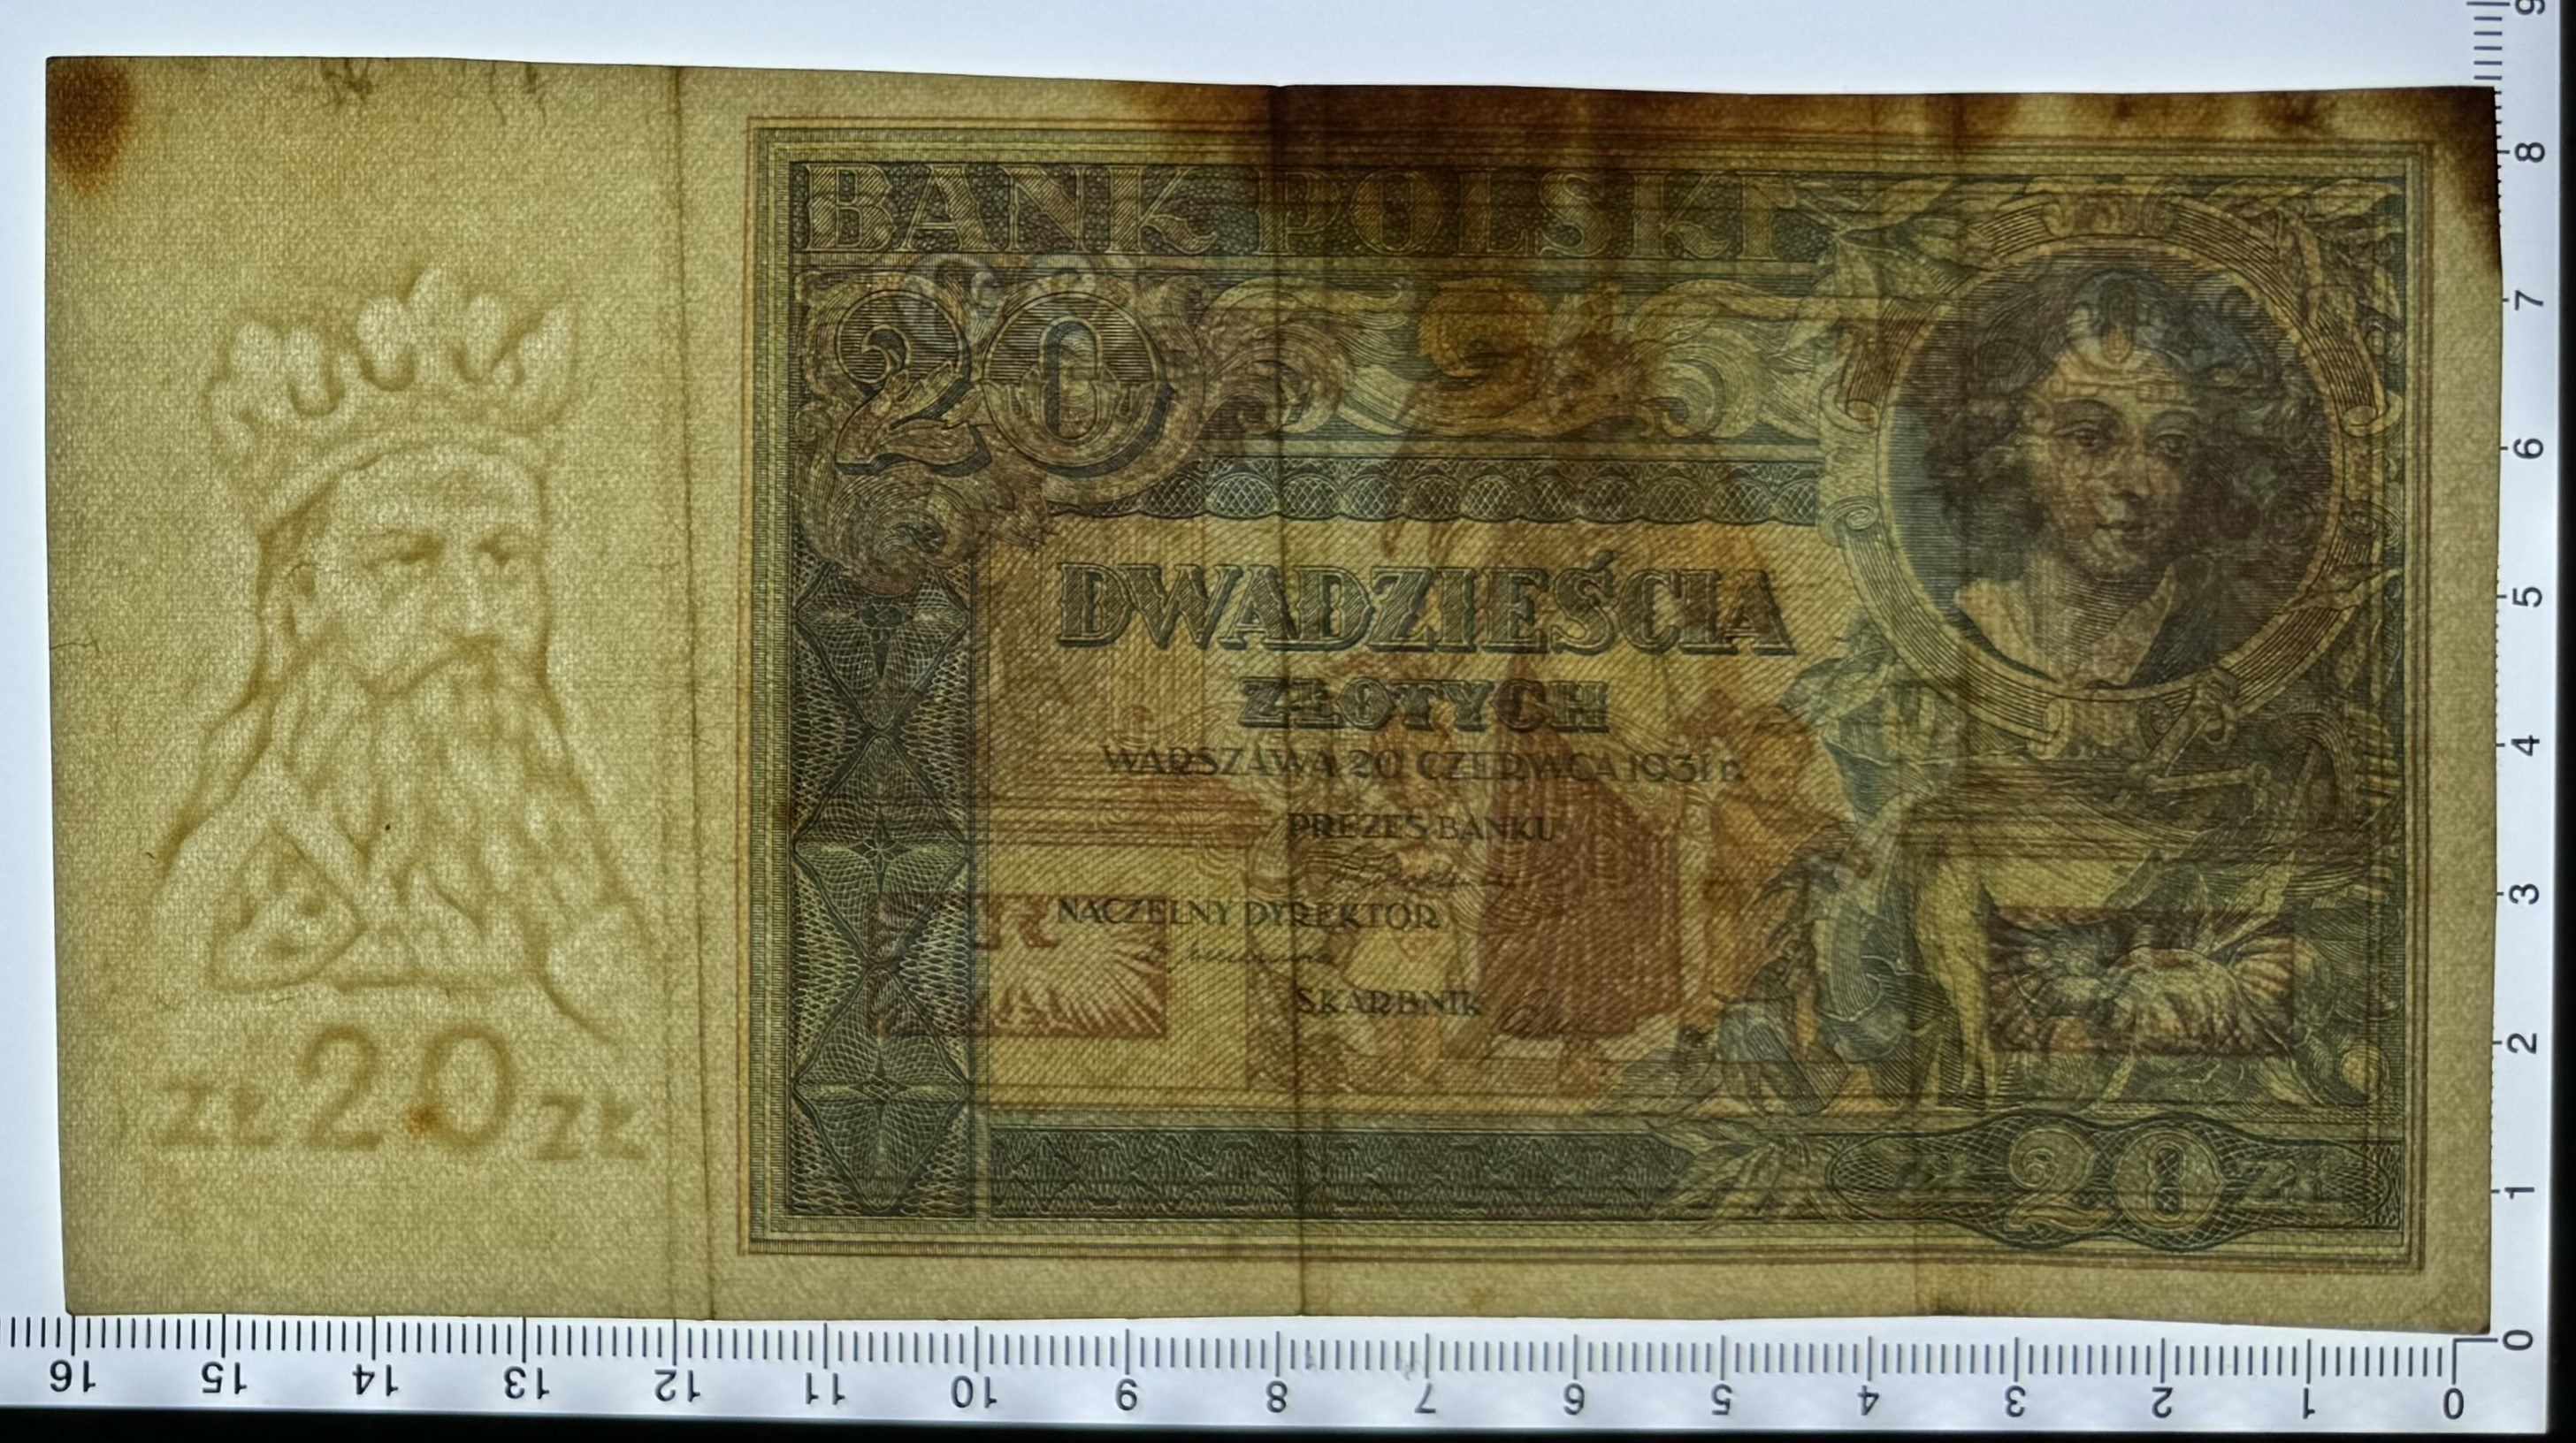 BANK POLSKI
20
DWADZIEŚCIA
ZŁOTYCH
WARSZAWA 20 CZERWCA 1931 r.
PREZES BANKU
NACZELNY DYREKTOR
SKARBNIK
ZŁ 20 ZŁ
ZŁ 20 ZŁ
9
8
7
6
5
4
3
2
1
0
16 15 14 13 12 11 10 9 8 7 6 5 4 3 2 1 0